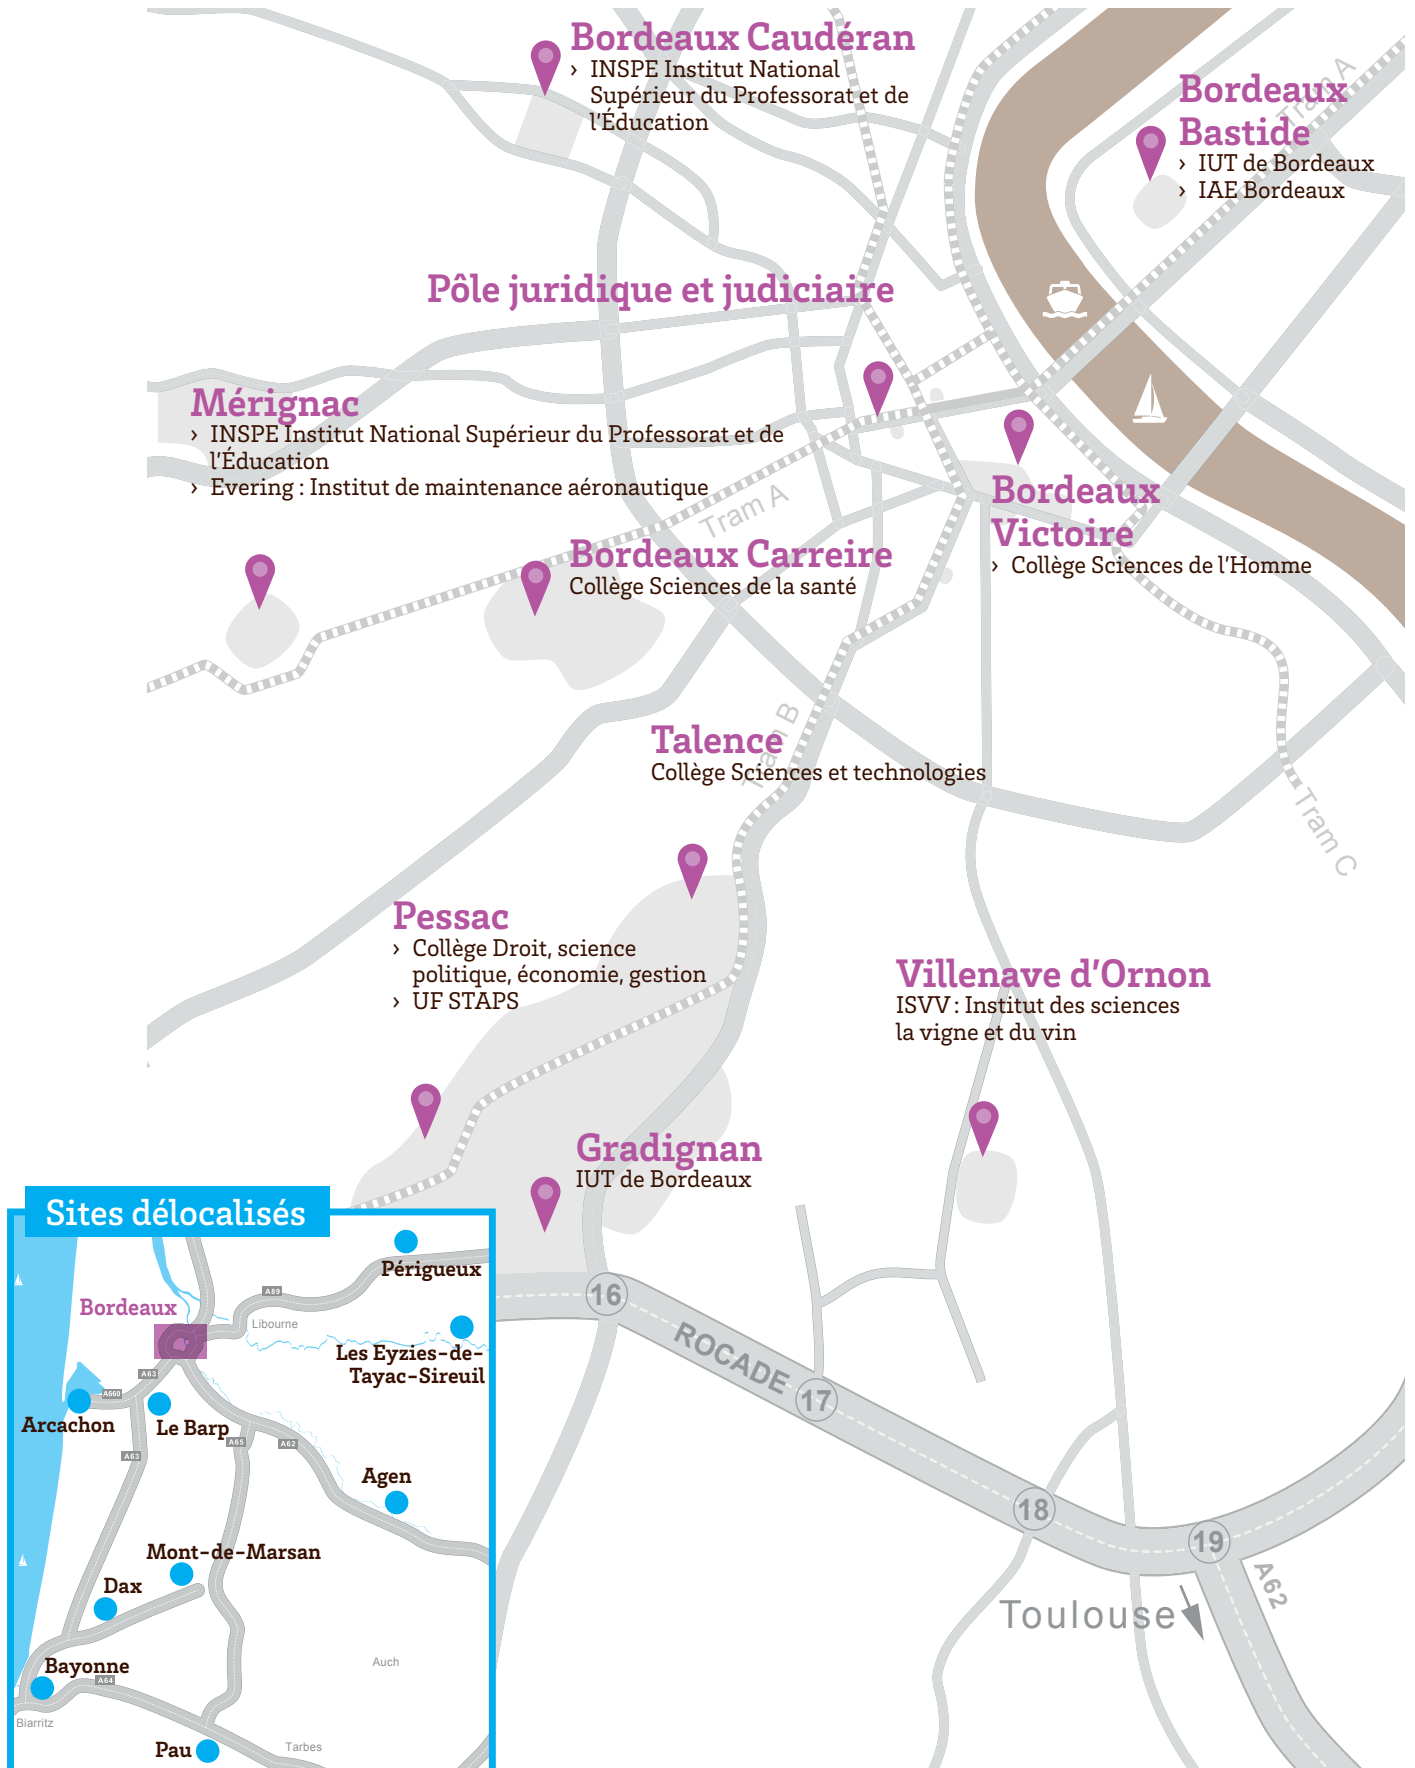 Bordeaux Caudéran
› INSPE Institut National
Supérieur du Professorat et de
l'Éducation
Tram A
Bordeaux
Bastide
› IUT de Bordeaux
› IAE Bordeaux
Pôle juridique et judiciaire
Mérignac
› INSPE Institut National Supérieur du Professorat et de
l'Éducation
› Evering : Institut de maintenance aéronautique
Tram A
Bordeaux
Victoire
› Collège Sciences de l'Homme
Bordeaux Carreire
Collège Sciences de la santé
Tram B
Talence
Collège Sciences et technologies
Tram C
Pessac
› Collège Droit, science
politique, économie, gestion
› UF STAPS
Villenave d'Ornon
ISVV : Institut des sciences
la vigne et du vin
Gradignan
IUT de Bordeaux
16
ROCADE
17
18
19
A62
Toulouse
Sites délocalisés
Périgueux
A89
Bordeaux
Libourne
Les Eyzies-de-
Tayac-Sireuil
A63
A660
Arcachon
Le Barp
A65
A62
A63
Agen
Mont-de-Marsan
Dax
Bayonne
A64
Auch
Biarritz
Pau
Tarbes